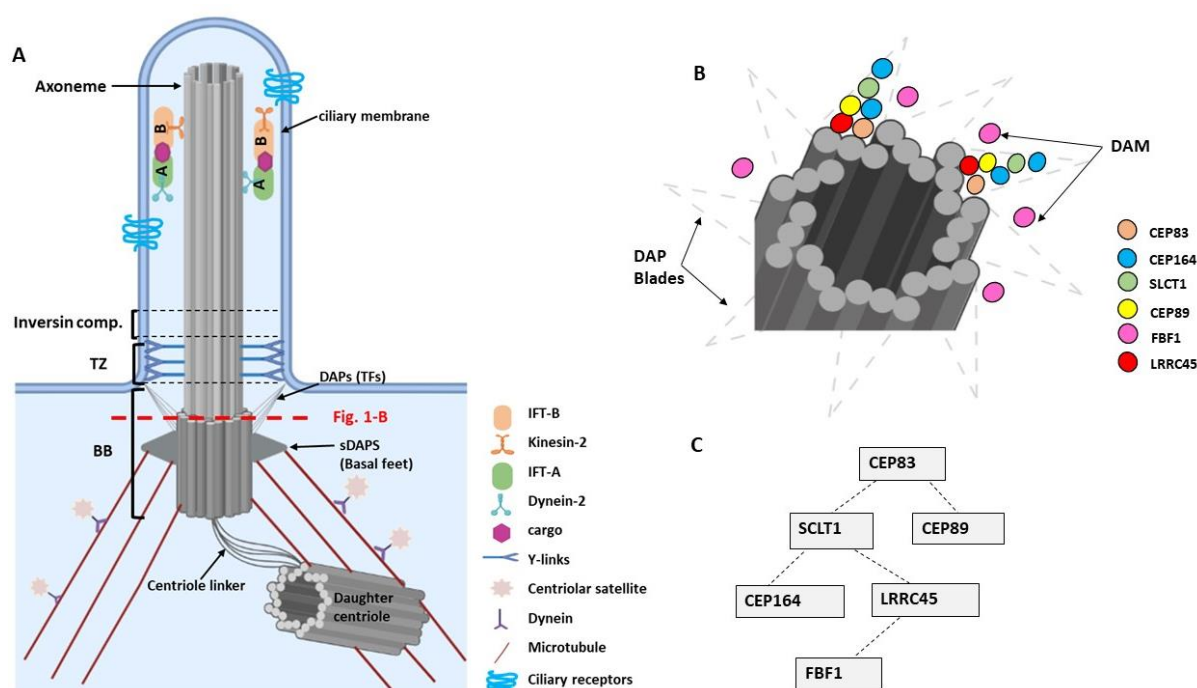 A
Axoneme
ciliary membrane
B
A
B
A
Inversin comp.
TZ
DAPs (TFs)
Fig. 1-B
BB
sDAPS
(Basal feet)
Centriole linker
Daughter
centriole
IFT-B
Kinesin-2
IFT-A
Dynein-2
cargo
Y-links
Centriolar satellite
Dynein
Microtubule
Ciliary receptors
B
DAM
DAP
Blades
CEP83
CEP164
SLCT1
CEP89
FBF1
LRRC45
C
CEP83
SCLT1
CEP89
CEP164
LRRC45
FBF1